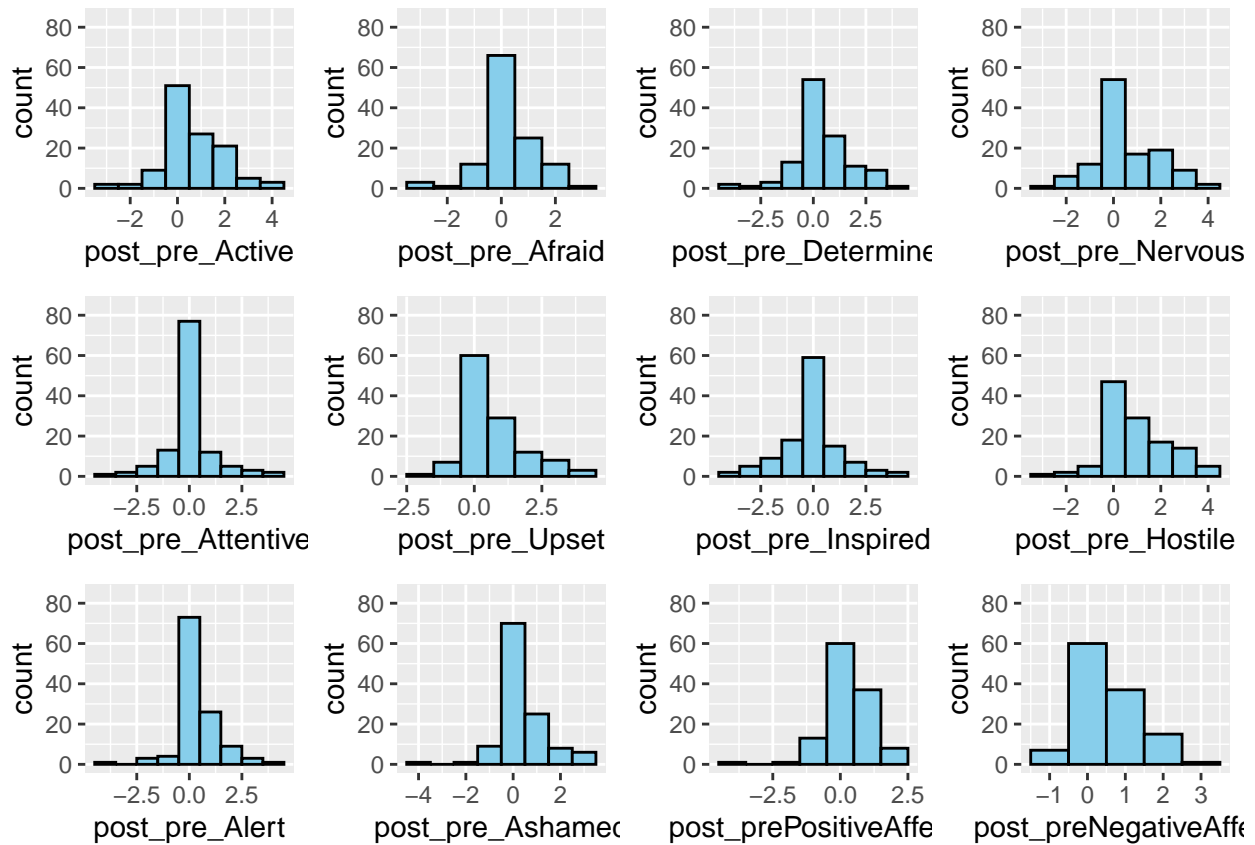 80
60
40
20
0
count
−2 0 2 4
post_pre_Active
80
60
40
20
0
count
−2 0 2
post_pre_Afraid
80
60
40
20
0
count
−2.5 0.0 2.5
post_pre_Determine
80
60
40
20
0
count
−2 0 2 4
post_pre_Nervous
80
60
40
20
0
count
−2.5 0.0 2.5
post_pre_Attentive
80
60
40
20
0
count
−2.5 0.0 2.5
post_pre_Upset
80
60
40
20
0
count
−2.5 0.0 2.5
post_pre_Inspired
80
60
40
20
0
count
−2 0 2 4
post_pre_Hostile
80
60
40
20
0
count
−2.5 0.0 2.5
post_pre_Alert
80
60
40
20
0
count
−4 −2 0 2
post_pre_Ashamed
80
60
40
20
0
count
−2.5 0.0 2.5
post_prePositiveAffe
80
60
40
20
0
count
−1 0 1 2 3
post_preNegativeAffe